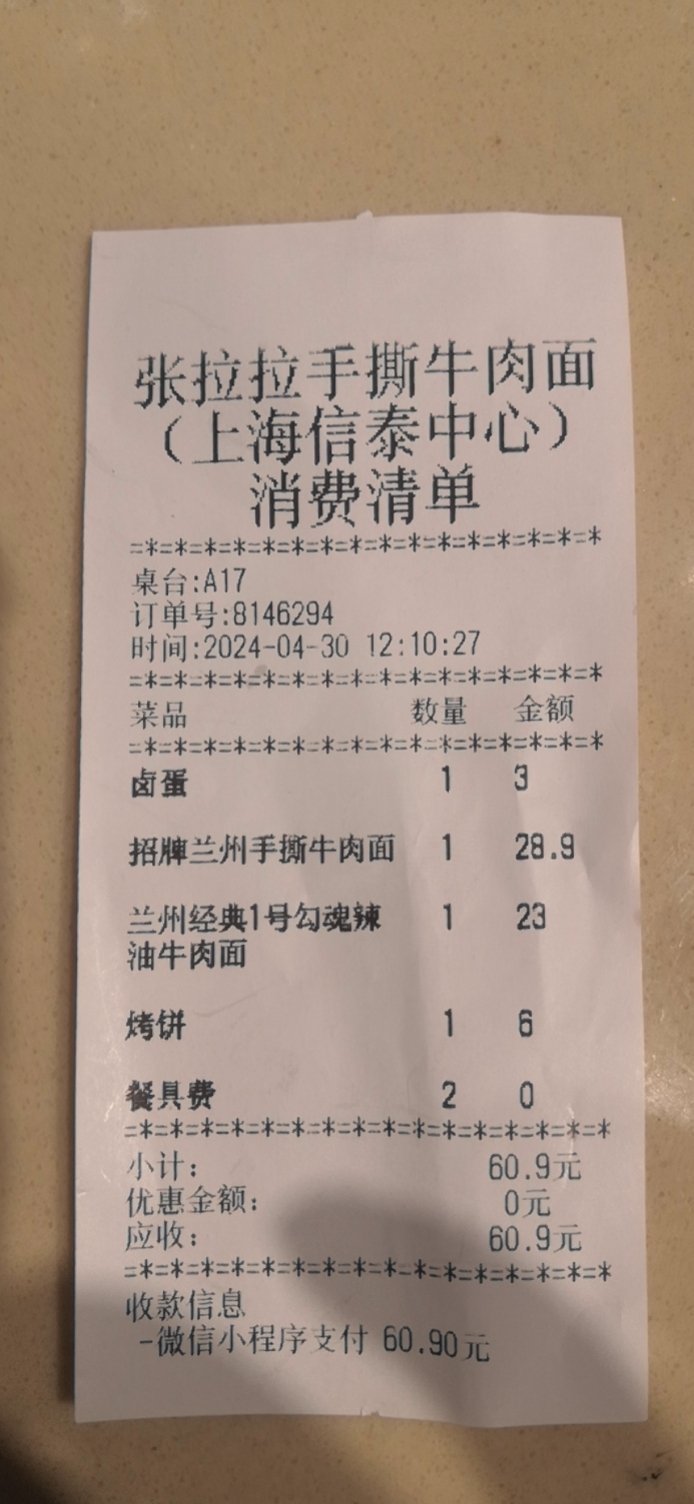 张拉拉手撕牛肉面
（上海信泰中心）
消费清单
=*=*=*=*=*=*=*=*=*=*=*=*=*=*=*=*
桌台:A17
订单号:8146294
时间:2024-04-30 12:10:27
=*=*=*=*=*=*=*=*=*=*=*=*=*=*=*=*
菜品 数量 金额
=*=*=*=*=*=*=*=*=*=*=*=*=*=*=*=*
卤蛋 1 3
招牌兰州手撕牛肉面 1 28.9
兰州经典1号勾魂辣 1 23
油牛肉面
烤饼 1 6
餐具费 2 0
=*=*=*=*=*=*=*=*=*=*=*=*=*=*=*=*
小计: 60.9元
优惠金额: 0元
应收: 60.9元
=*=*=*=*=*=*=*=*=*=*=*=*=*=*=*=*
收款信息
-微信小程序支付 60.90元